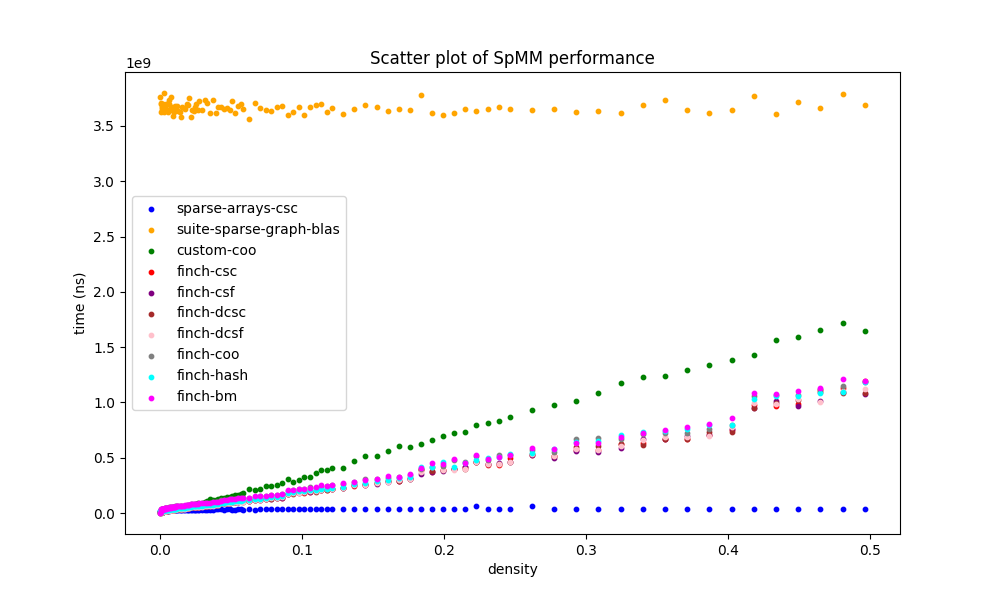 Scatter plot of SpMM performance
1e9
3.5
3.0
2.5
2.0
1.5
1.0
0.5
0.0
time (ns)
sparse-arrays-csc
suite-sparse-graph-blas
custom-coo
finch-csc
finch-csf
finch-dcsc
finch-dcsf
finch-coo
finch-hash
finch-bm
0.0 0.1 0.2 0.3 0.4 0.5
density